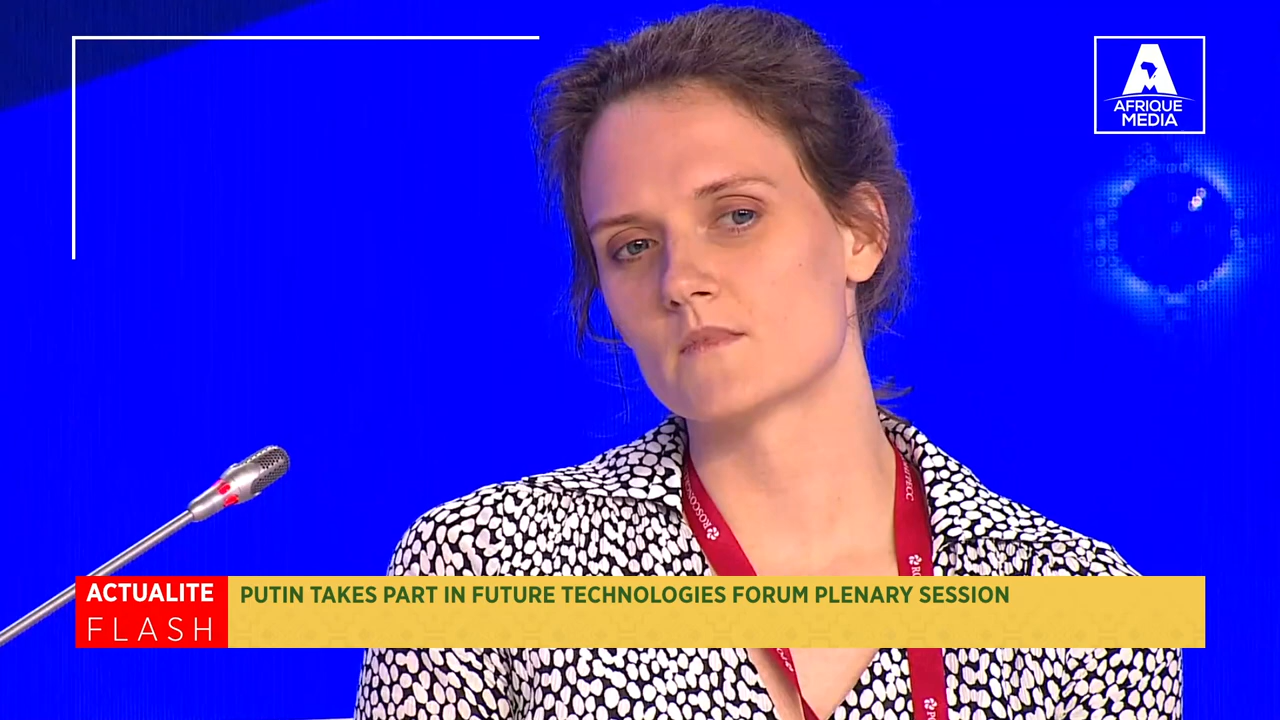 AFRIQUE
MEDIA
ACTUALITE
FLASH
PUTIN TAKES PART IN FUTURE TECHNOLOGIES FORUM PLENARY SESSION